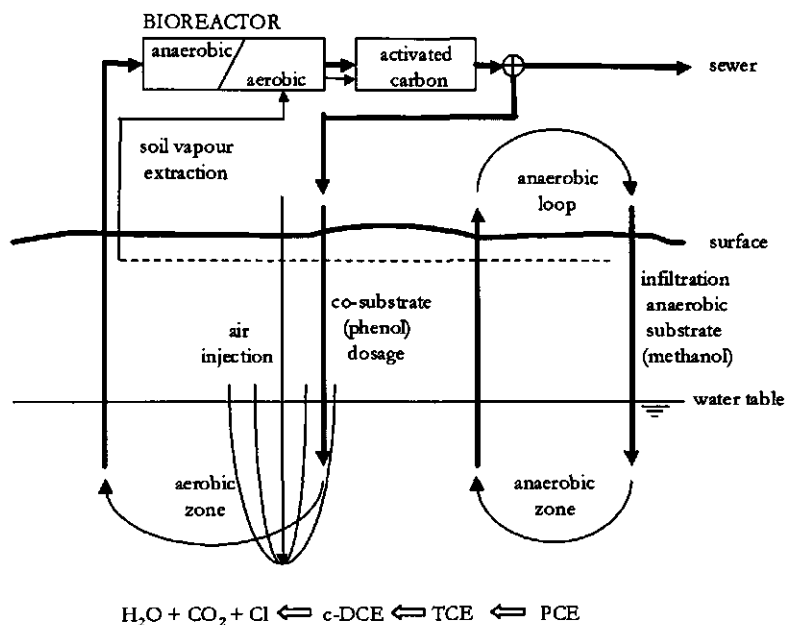 BIOREACTOR
anaerobic
aerobic
activated
carbon
sewer
soil vapour
extraction
anaerobic
loop
surface
air
injection
co-substrate
(phenol)
dosage
infiltration
anaerobic
substrate
(methanol)
water table
aerobic
zone
anaerobic
zone
H₂O + CO₂ + Cl ⇐ c-DCE ⇐ TCE ⇐ PCE